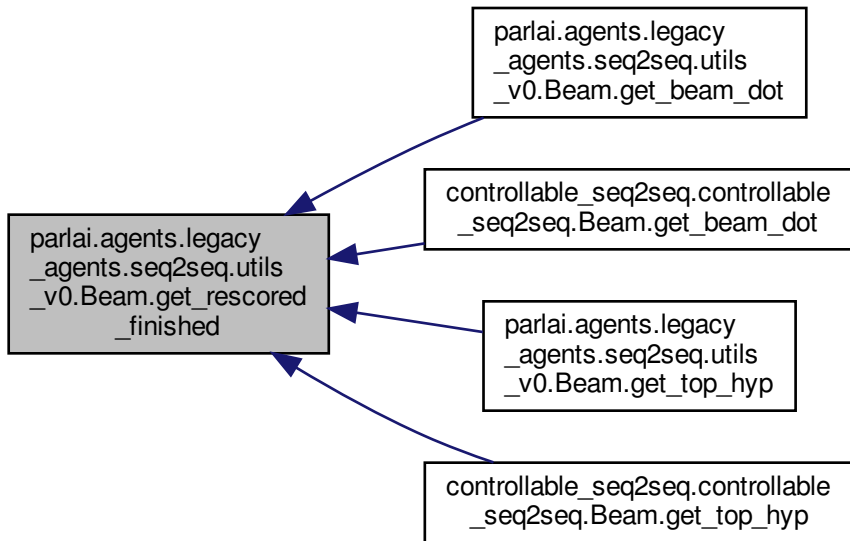 parlai.agents.legacy
_agents.seq2seq.utils
_v0.Beam.get_rescored
_finished
parlai.agents.legacy
_agents.seq2seq.utils
_v0.Beam.get_beam_dot
controllable_seq2seq.controllable
_seq2seq.Beam.get_beam_dot
parlai.agents.legacy
_agents.seq2seq.utils
_v0.Beam.get_top_hyp
controllable_seq2seq.controllable
_seq2seq.Beam.get_top_hyp